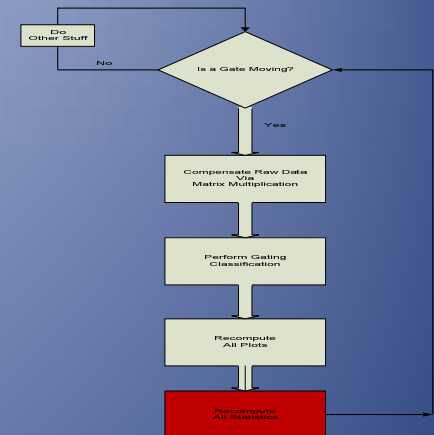 Do
Other Stuff
No
Is a Gate Moving?
Yes
Compensate Raw Data
Via
Matrix Multiplication
Perform Gating
Classification
Recompute
All Plots
Recompute
All Statistics